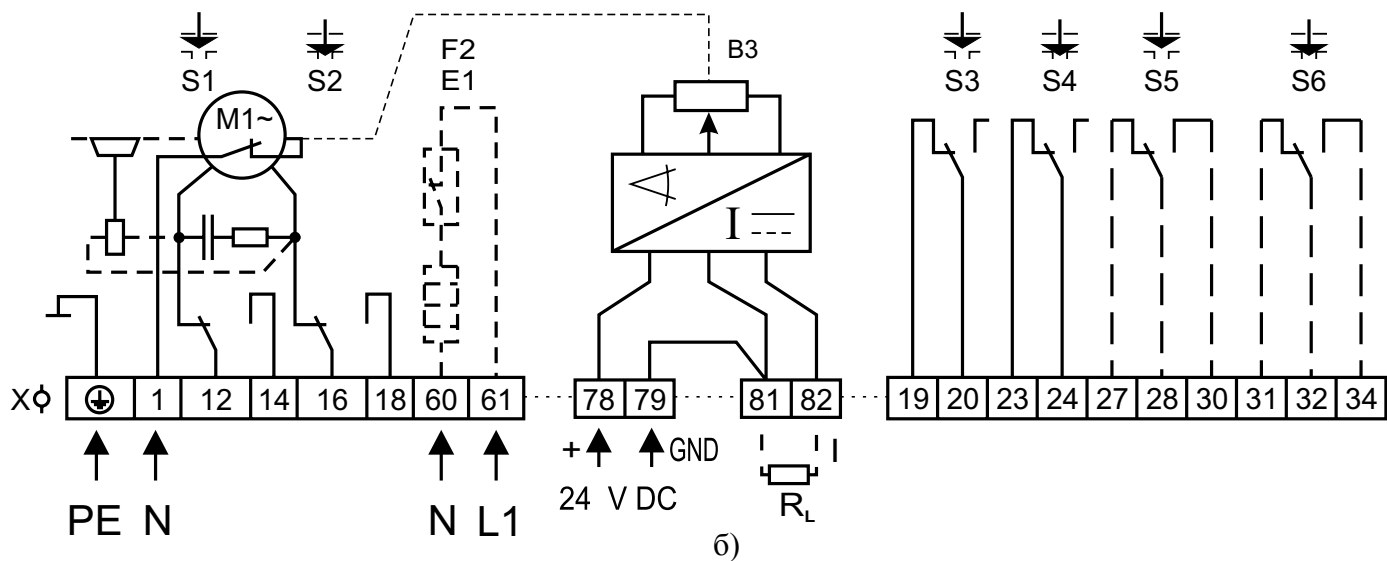 S1 S2 F2 B3 S3 S4 S5 S6
E1
M1~
I
X 1 12 14 16 18 60 61 78 79 81 82 19 20 23 24 27 28 30 31 32 34
+ GND I
PE N N L1 24 V DC RL
б)